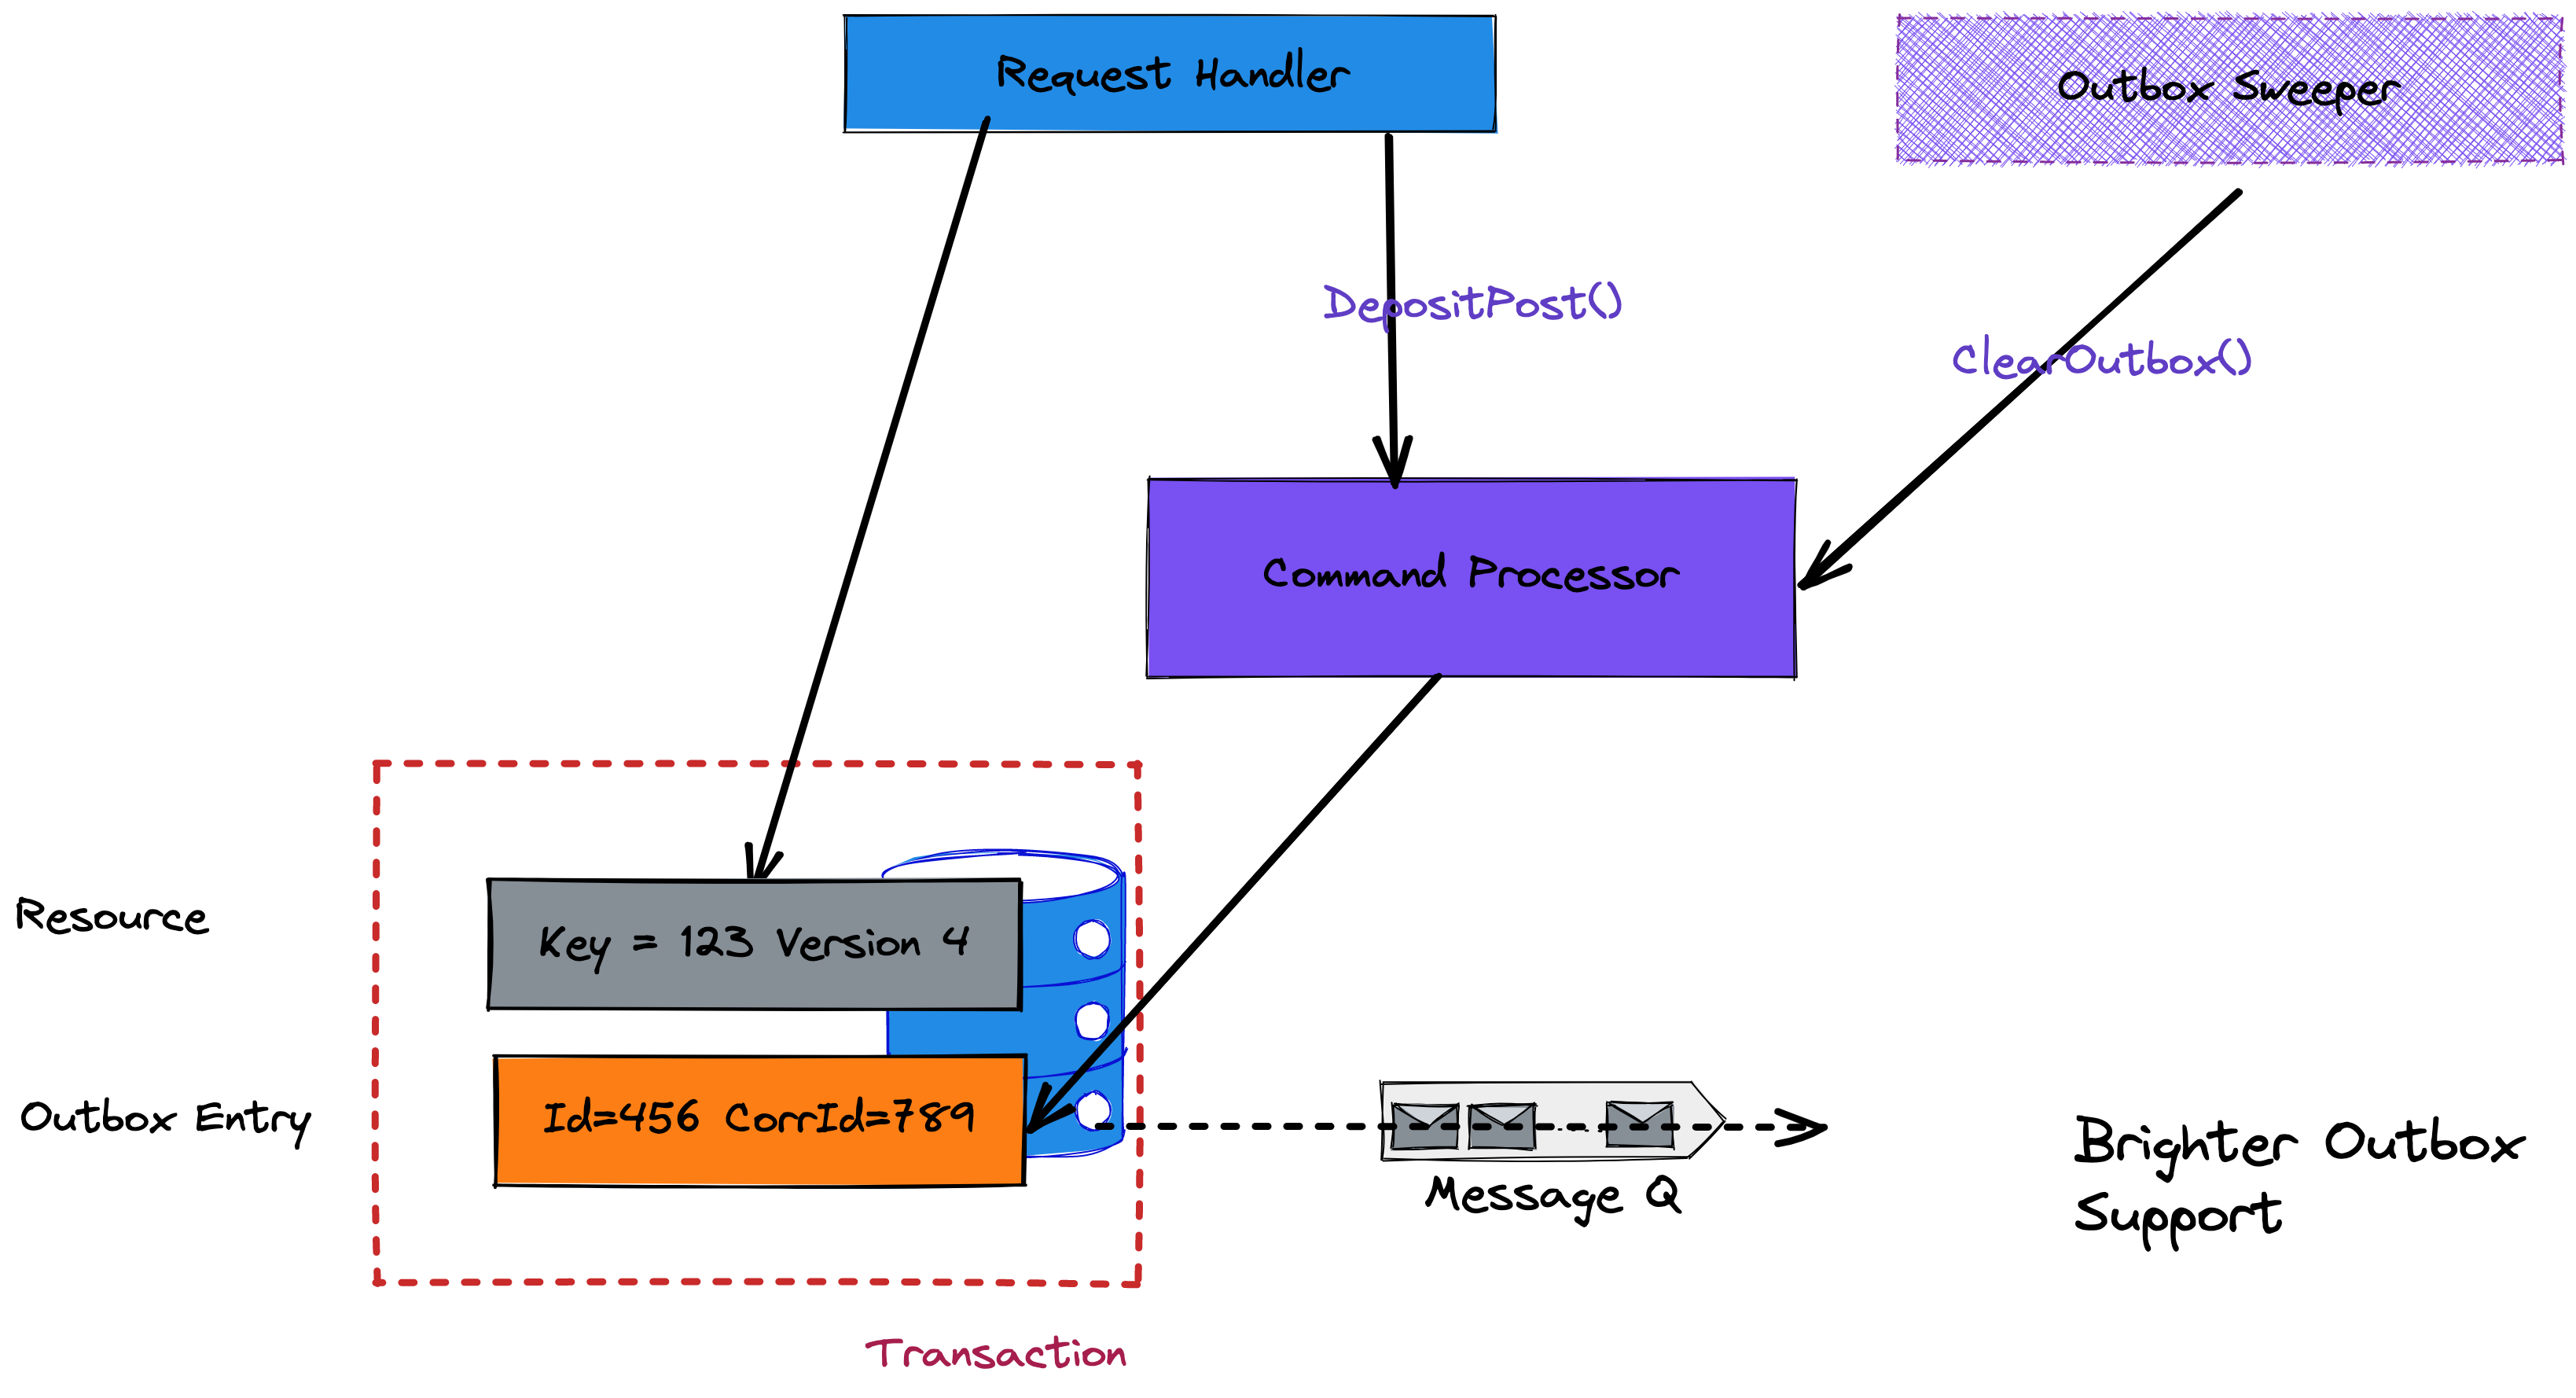 Request Handler
Outbox Sweeper
DepositPost()
ClearOutbox()
Command Processor
Resource
Key = 123 Version 4
Outbox Entry
Id=456 CorrId=789
Message Q
Brighter Outbox
Support
Transaction